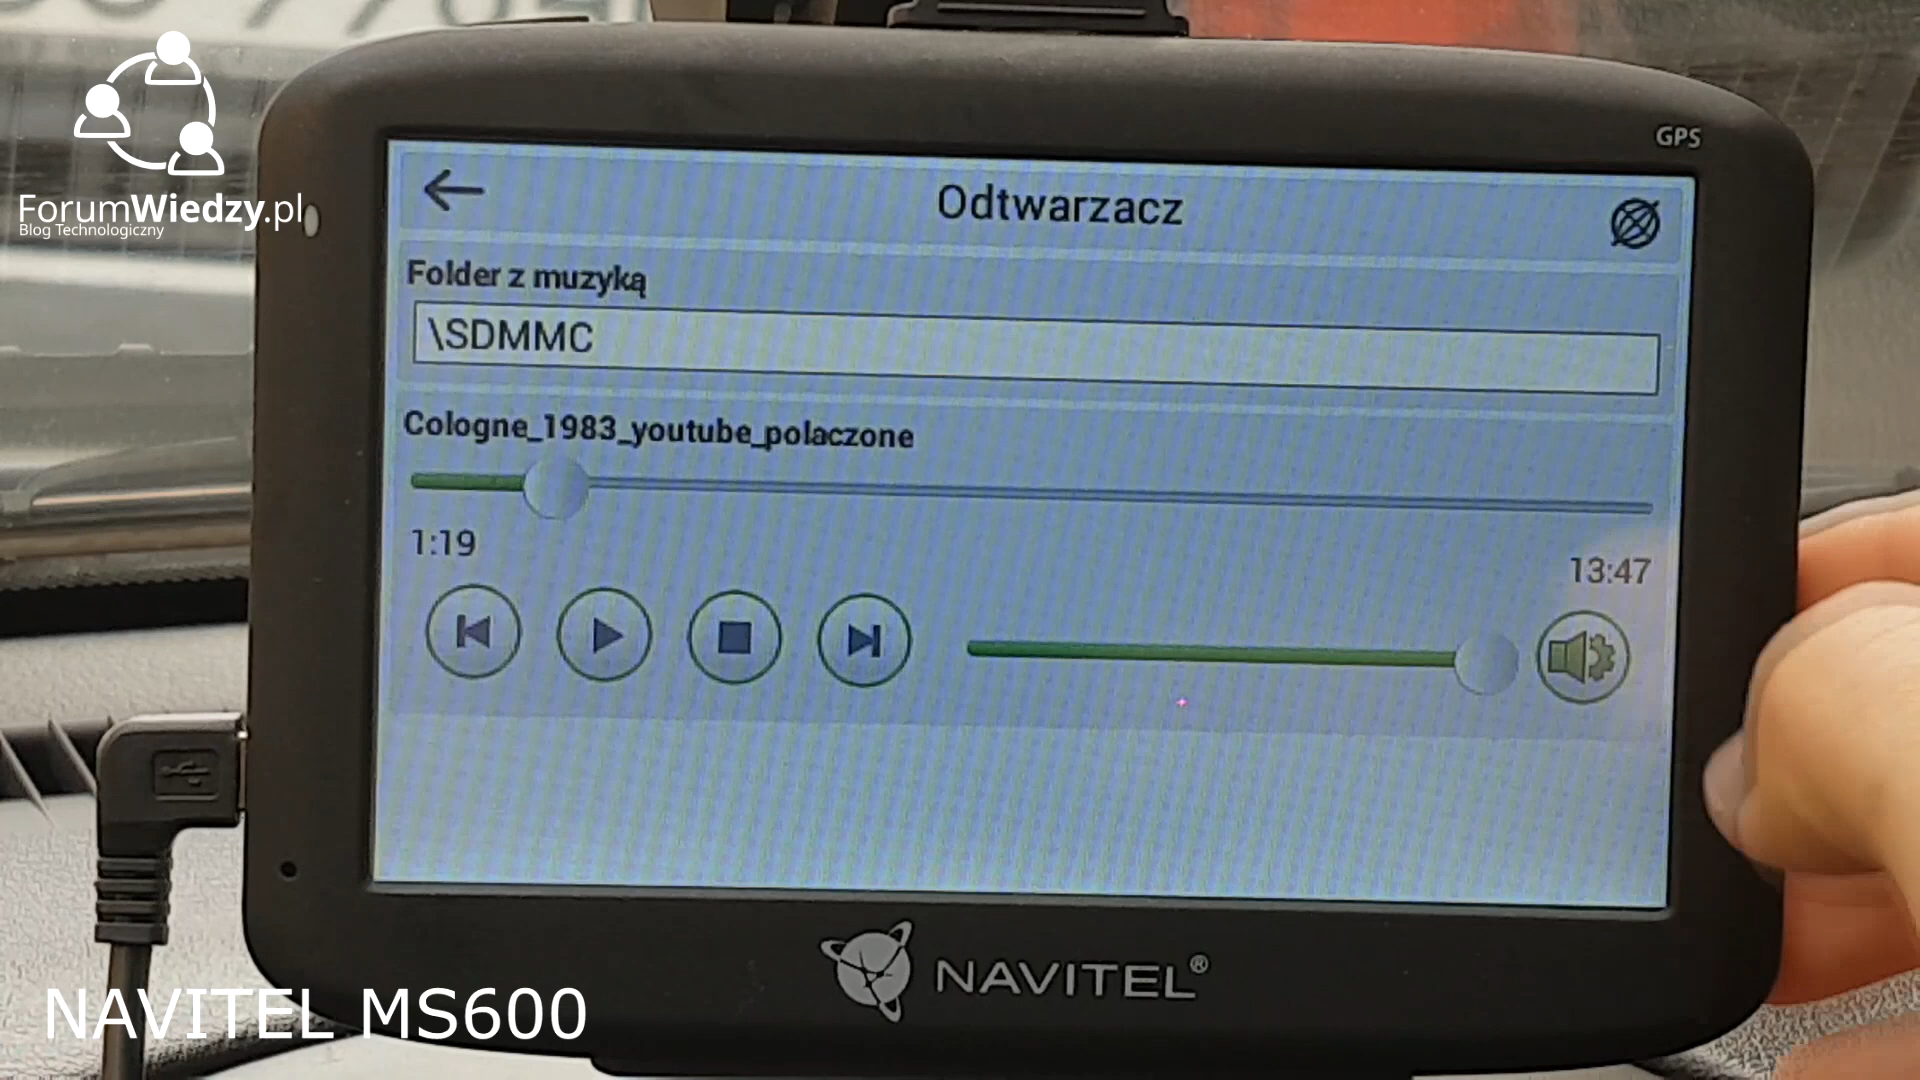 ForumWiedzy.pl
Blog Technologiczny
GPS
Odtwarzacz
Folder z muzyką
\SDMMC
Cologne_1983_youtube_polaczone
1:19
13:47
NAVITEL®
NAVITEL MS600